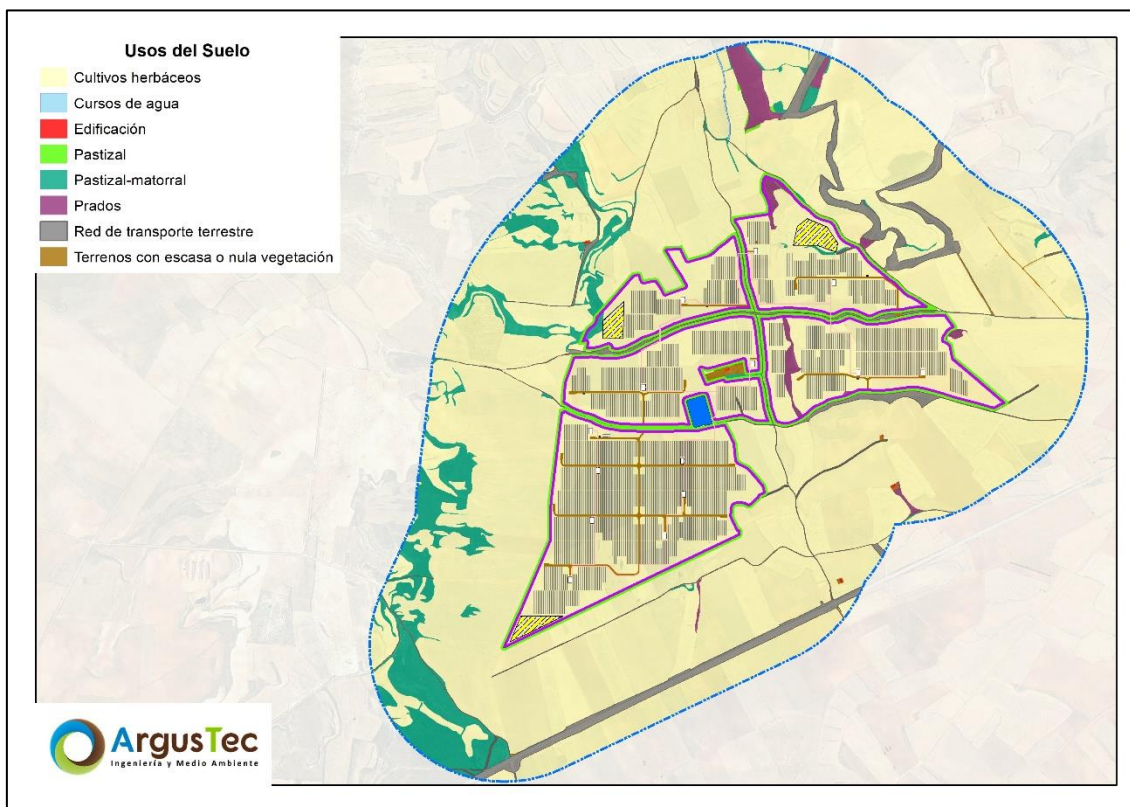 Usos del Suelo
Cultivos herbáceos
Cursos de agua
Edificación
Pastizal
Pastizal-matorral
Prados
Red de transporte terrestre
Terrenos con escasa o nula vegetación
ArgusTec
Ingeniería y Medio Ambiente